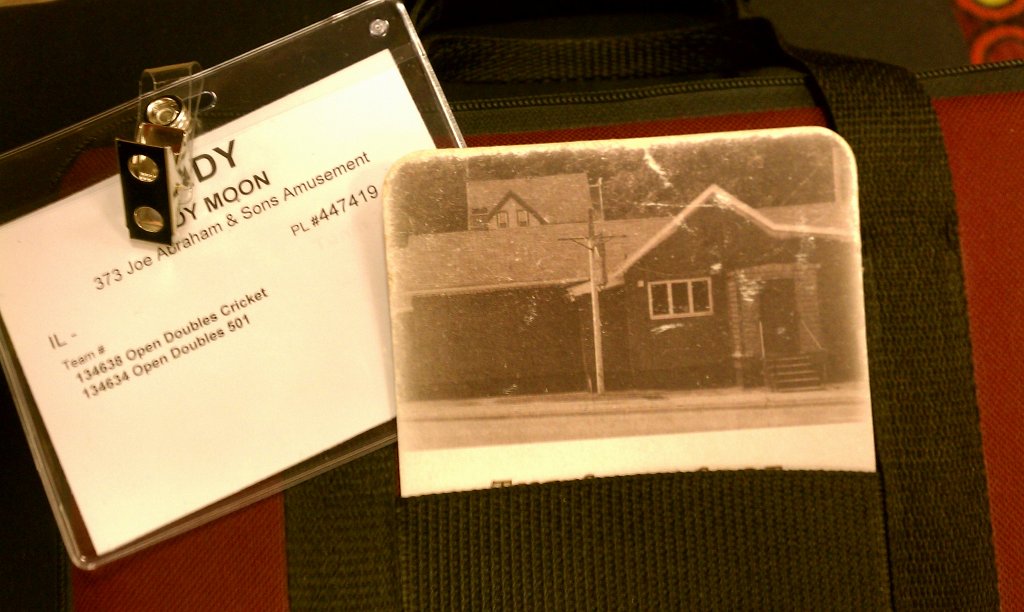 DY
DY MOON
373 Joe Abraham & Sons Amusement
PL #447419
IL -
Team #
134638 Open Doubles Cricket
134634 Open Doubles 501